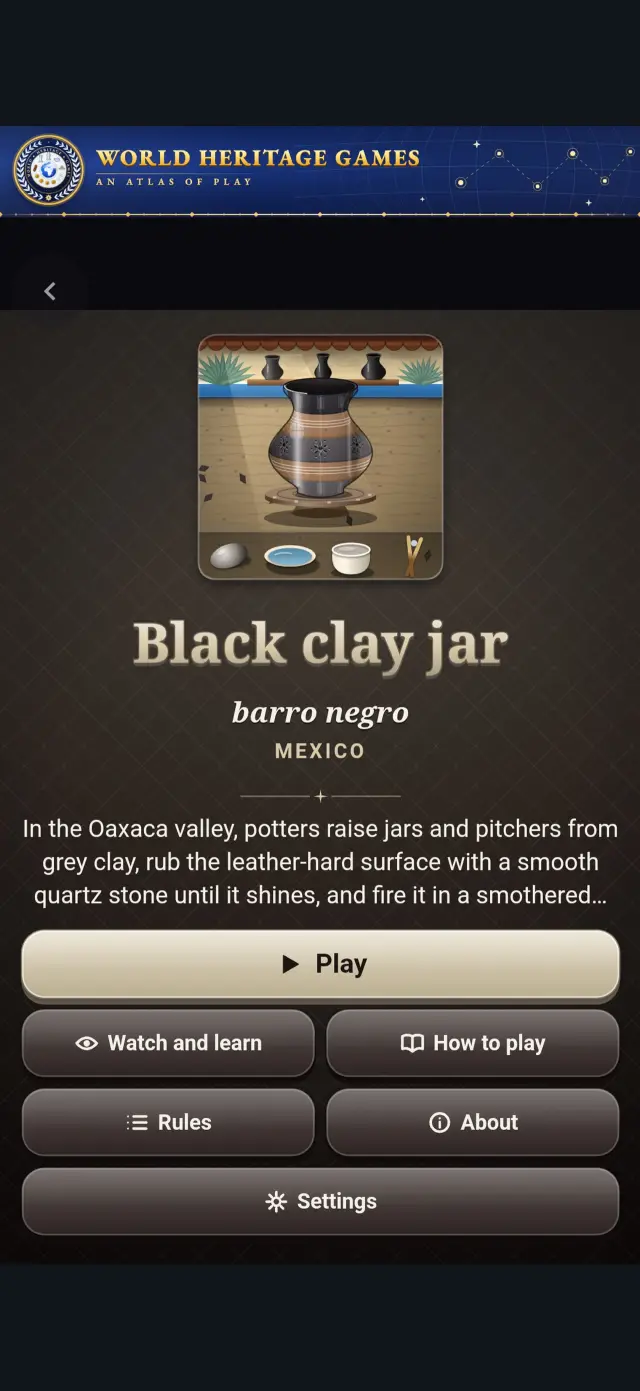 WORLD HERITAGE GAMES
AN ATLAS OF PLAY
Black clay jar
barro negro
MEXICO
In the Oaxaca valley, potters raise jars and pitchers from
grey clay, rub the leather-hard surface with a smooth
quartz stone until it shines, and fire it in a smothered…
Play
Watch and learn
How to play
Rules
About
Settings